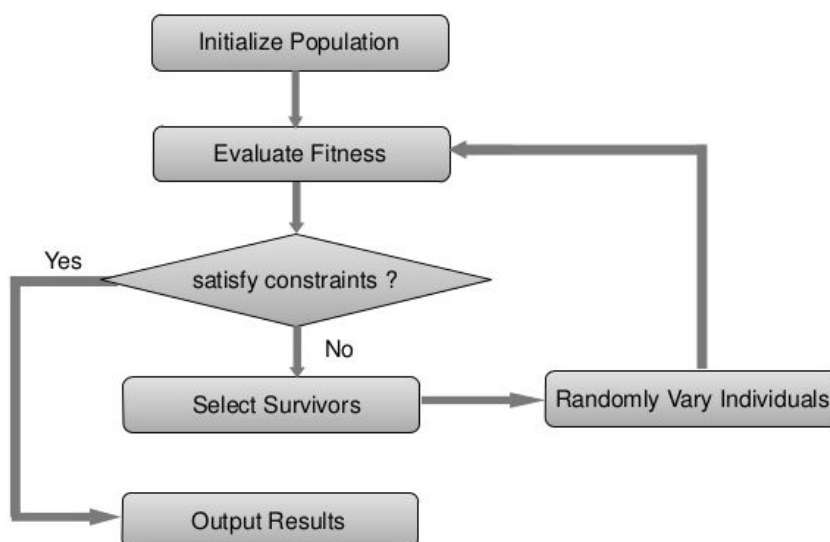 Initialize Population
Evaluate Fitness
Yes
satisfy constraints ?
No
Select Survivors
Randomly Vary Individuals
Output Results